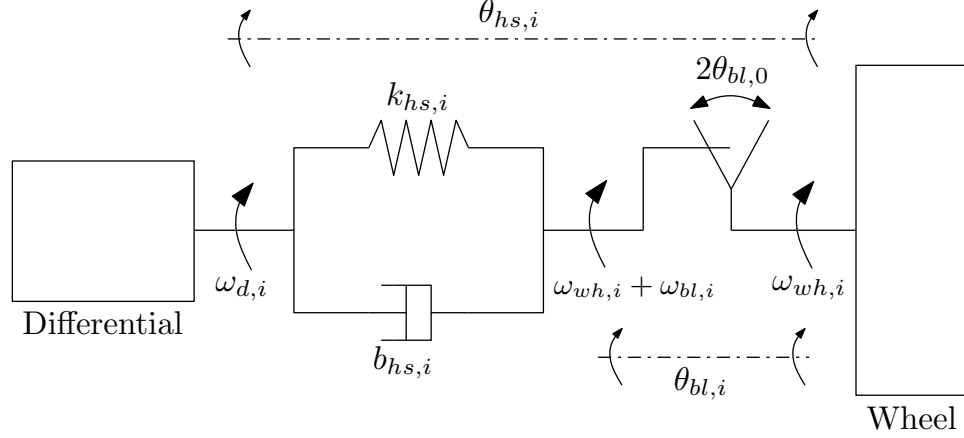 θ_{hs,i}
2θ_{bl,0}
k_{hs,i}
ω_{d,i}
ω_{wh,i} + ω_{bl,i}
ω_{wh,i}
Differential
b_{hs,i}
θ_{bl,i}
Wheel